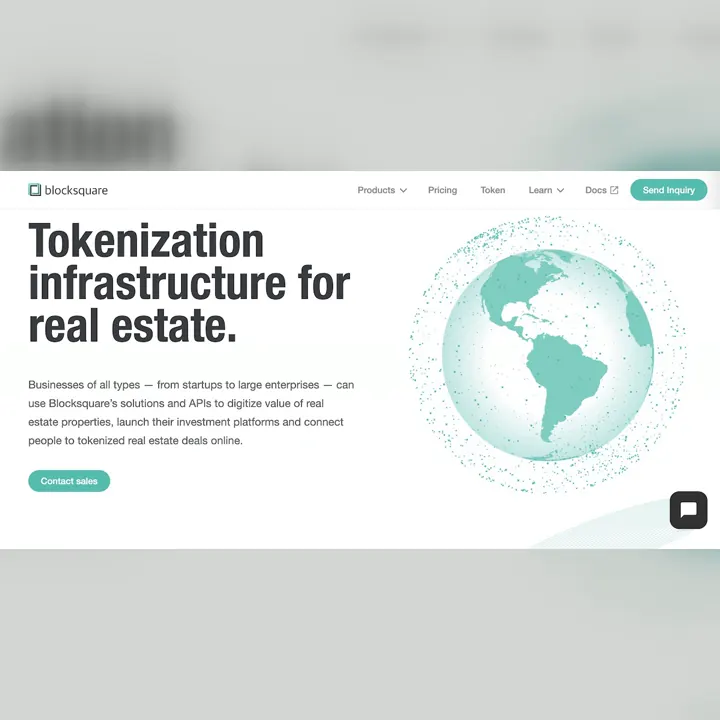 blocksquare
Products
Pricing
Token
Learn
Docs
Send Inquiry
Tokenization
infrastructure for
real estate.
Businesses of all types — from startups to large enterprises — can
use Blocksquare's solutions and APIs to digitize value of real
estate properties, launch their investment platforms and connect
people to tokenized real estate deals online.
Contact sales